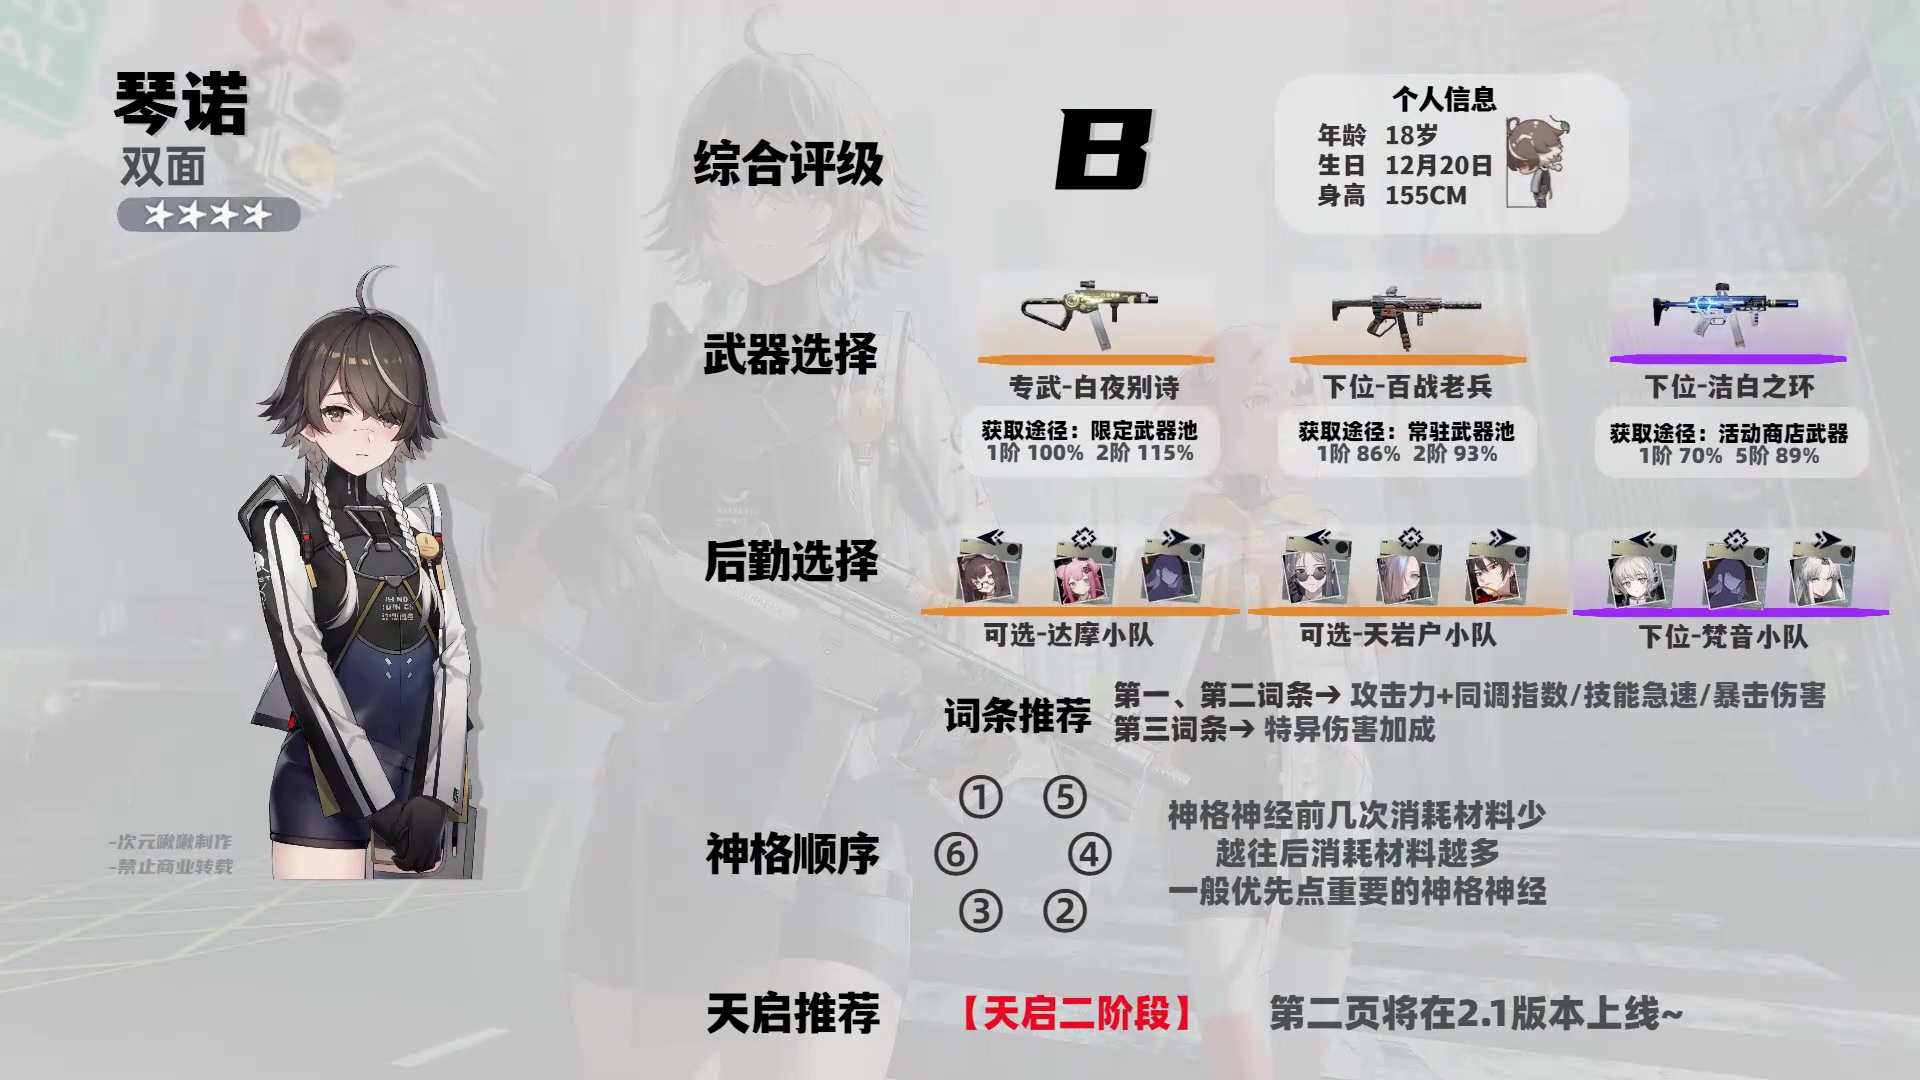 琴诺
双面
综合评级
B
个人信息
年龄 18岁
生日 12月20日
身高 155CM
武器选择
专武-白夜别诗
获取途径：限定武器池
1阶 100% 2阶 115%
下位-百战老兵
获取途径：常驻武器池
1阶 86% 2阶 93%
下位-洁白之环
获取途径：活动商店武器
1阶 70% 5阶 89%
后勤选择
可选-达摩小队
可选-天岩户小队
下位-梵音小队
词条推荐
第一、第二词条→ 攻击力+同调指数/技能急速/暴击伤害
第三词条→ 特异伤害加成
神格顺序
① ⑤
⑥ ④
③ ②
神格神经前几次消耗材料少
越往后消耗材料越多
一般优先点重要的神格神经
天启推荐
【天启二阶段】
第二页将在2.1版本上线~
-次元瞅瞅制作
-禁止商业转载